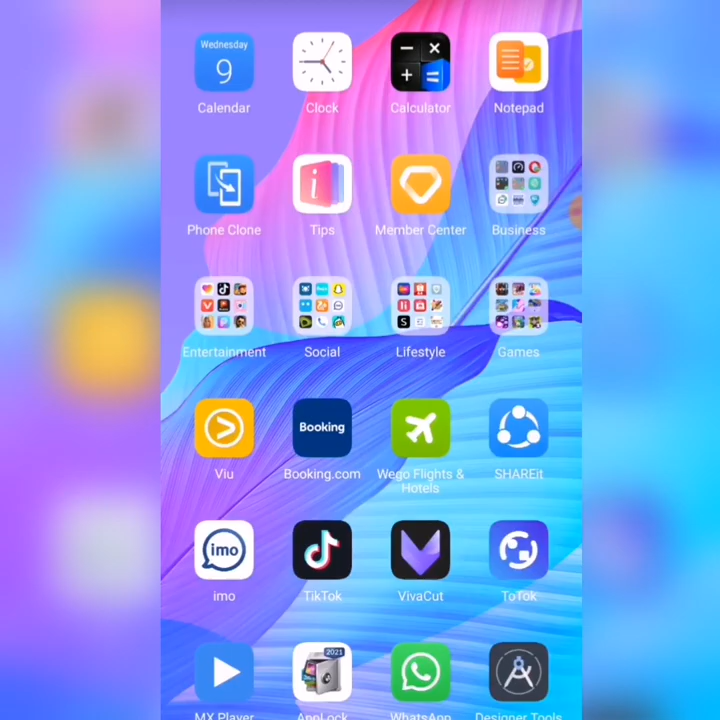 Wednesday
9
Calendar
Clock
Calculator
Notepad
Phone Clone
Tips
Member Center
Business
Entertainment
Social
Lifestyle
Games
Booking
Viu
Booking.com
Wego Flights &
Hotels
SHAREit
imo
imo
TikTok
VivaCut
ToTok
2021
MX Player
AppLock
WhatsApp
Designer Tools